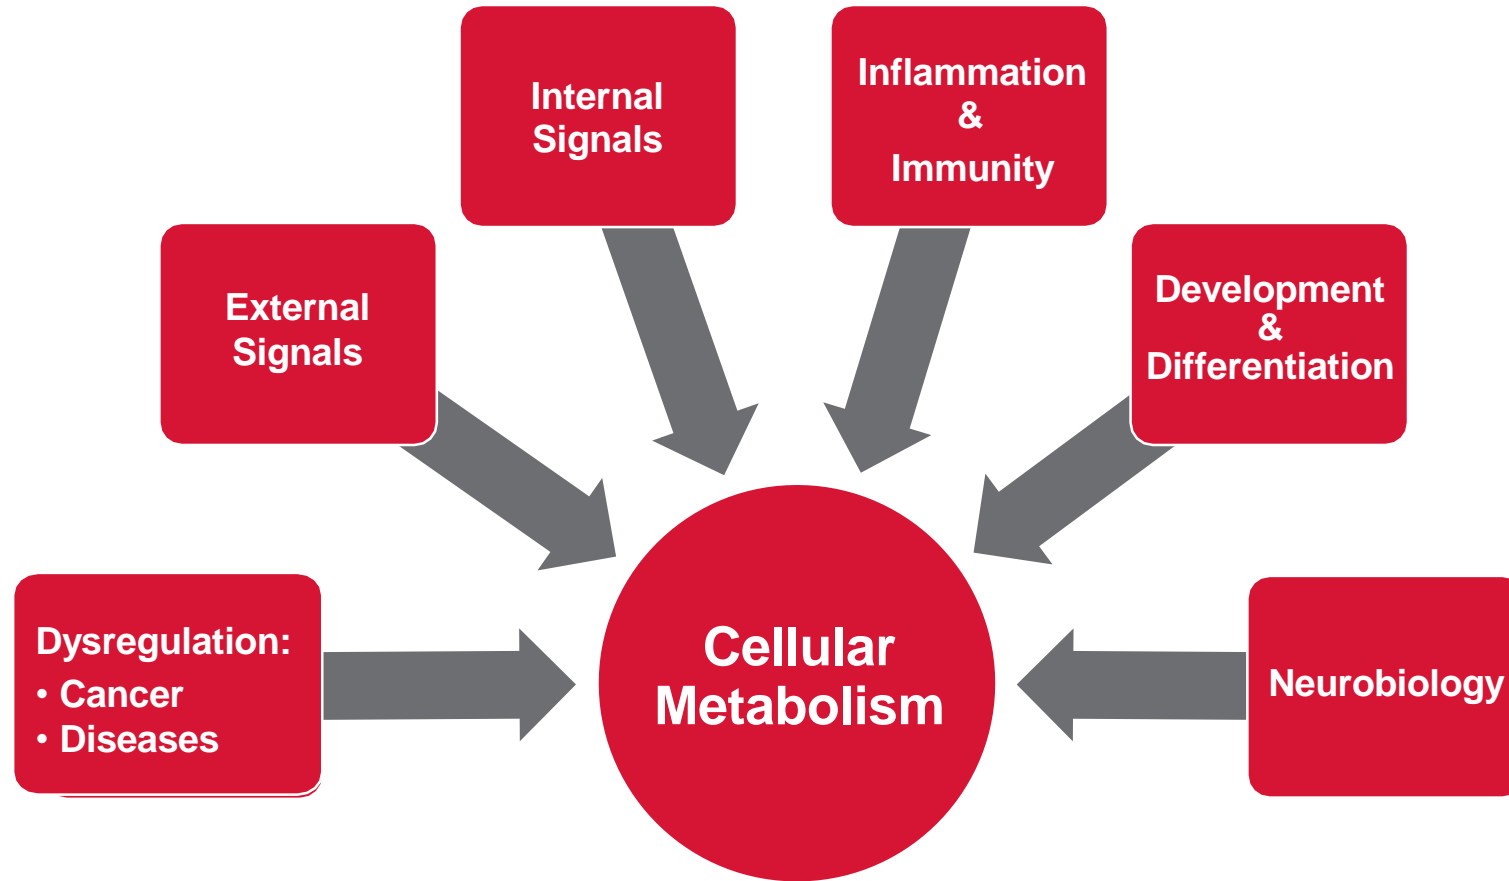 Internal
Signals
Inflammation
&
Immunity
External
Signals
Development
&
Differentiation
Dysregulation:
• Cancer
• Diseases
Cellular
Metabolism
Neurobiology